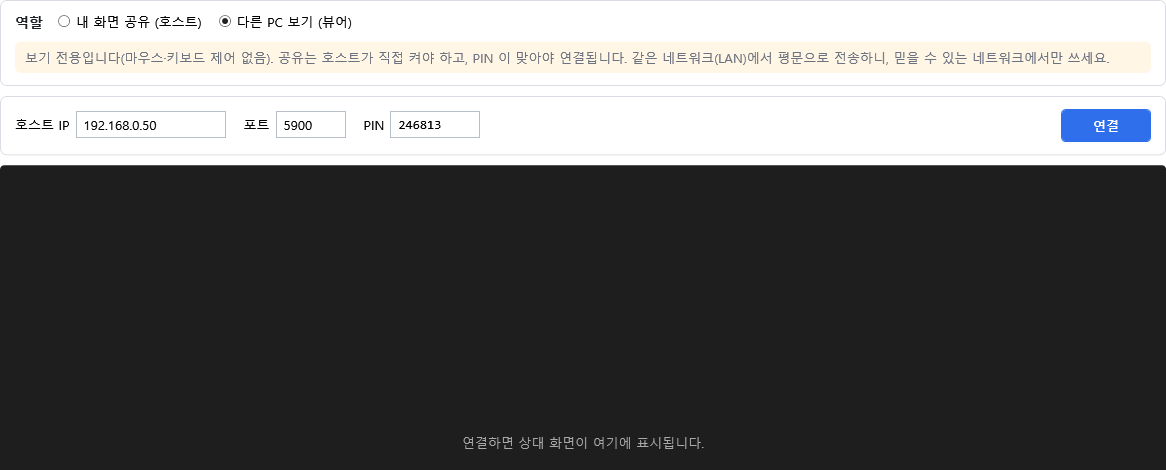 역할 내 화면 공유 (호스트) 다른 PC 보기 (뷰어)
보기 전용입니다(마우스·키보드 제어 없음). 공유는 호스트가 직접 켜야 하고, PIN 이 맞아야 연결됩니다. 같은 네트워크(LAN)에서 평문으로 전송하니, 믿을 수 있는 네트워크에서만 쓰세요.
호스트 IP 192.168.0.50 포트 5900 PIN 246813 연결
연결하면 상대 화면이 여기에 표시됩니다.